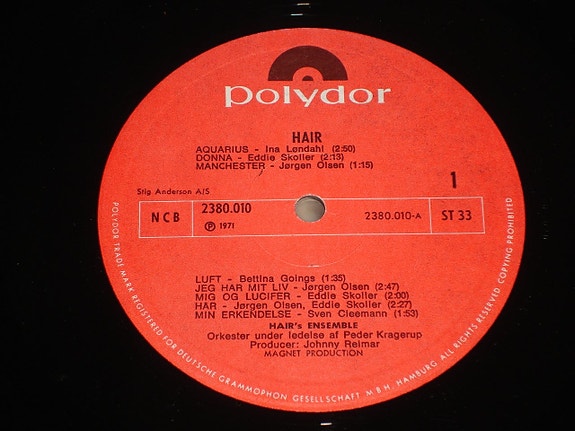 polydor
HAIR
AQUARIUS - Ina Løndahl (2:50)
DONNA - Eddie Skoller (2:13)
MANCHESTER - Jørgen Olsen (1:15)
Stig Anderson A/S
1
NCB
2380.010
℗ 1971
2380.010-A
ST 33
LUFT - Bettina Goings (1:35)
JEG HAR MIT LIV - Jørgen Olsen (2:47)
MIG OG LUCIFER - Eddie Skoller (2:00)
HÅR - Jørgen Olsen, Eddie Skoller (2:27)
MIN ERKENDELSE - Sven Cleemann (1:53)
HAIR's ENSEMBLE
Orkester under ledelse af Peder Kragerup
Producer: Johnny Reimar
MAGNET PRODUCTION
POLYDOR TRADE MARK REGISTERED FOR DEUTSCHE GRAMMOPHON GESELLSCHAFT M.B.H. HAMBURG ALL RIGHTS RESERVED COPYING PROHIBITED